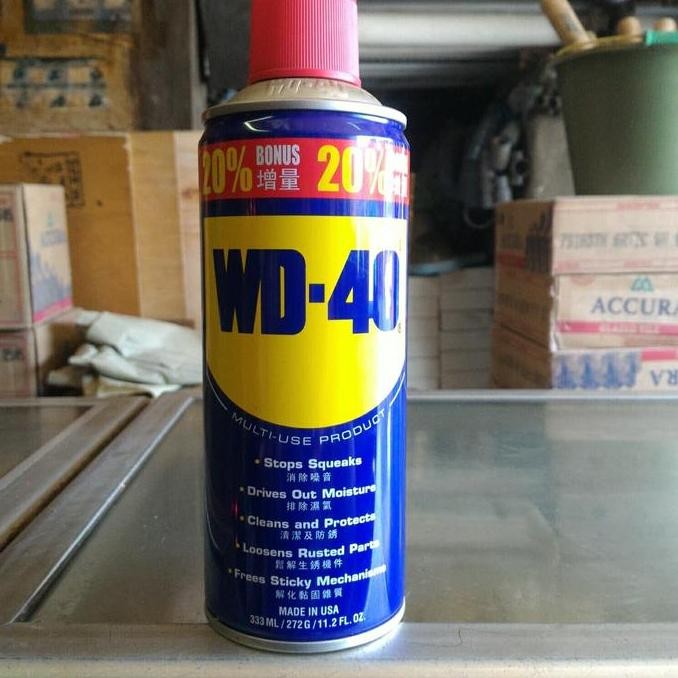 20% BONUS 增量 20%
WD-40
MULTI-USE PRODUCT
• Stops Squeaks
消除噪音
• Drives Out Moisture
排除濕氣
• Cleans and Protects
清潔及防銹
• Loosens Rusted Parts
鬆解生銹機件
• Frees Sticky Mechanisms
解化黏固雜質
MADE IN USA
333 ML / 272 G / 11.2 FL. OZ.
ACCURA